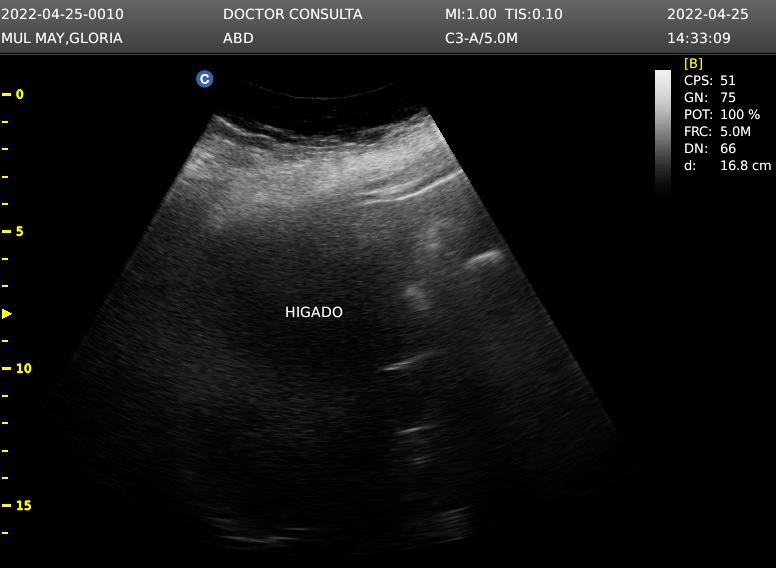 2022-04-25-0010 DOCTOR CONSULTA MI:1.00 TIS:0.10 2022-04-25
MUL MAY,GLORIA ABD C3-A/5.0M 14:33:09
[B]
CPS: 51
GN: 75
POT: 100 %
FRC: 5.0M
DN: 66
d: 16.8 cm
C
0
5
HIGADO
10
15